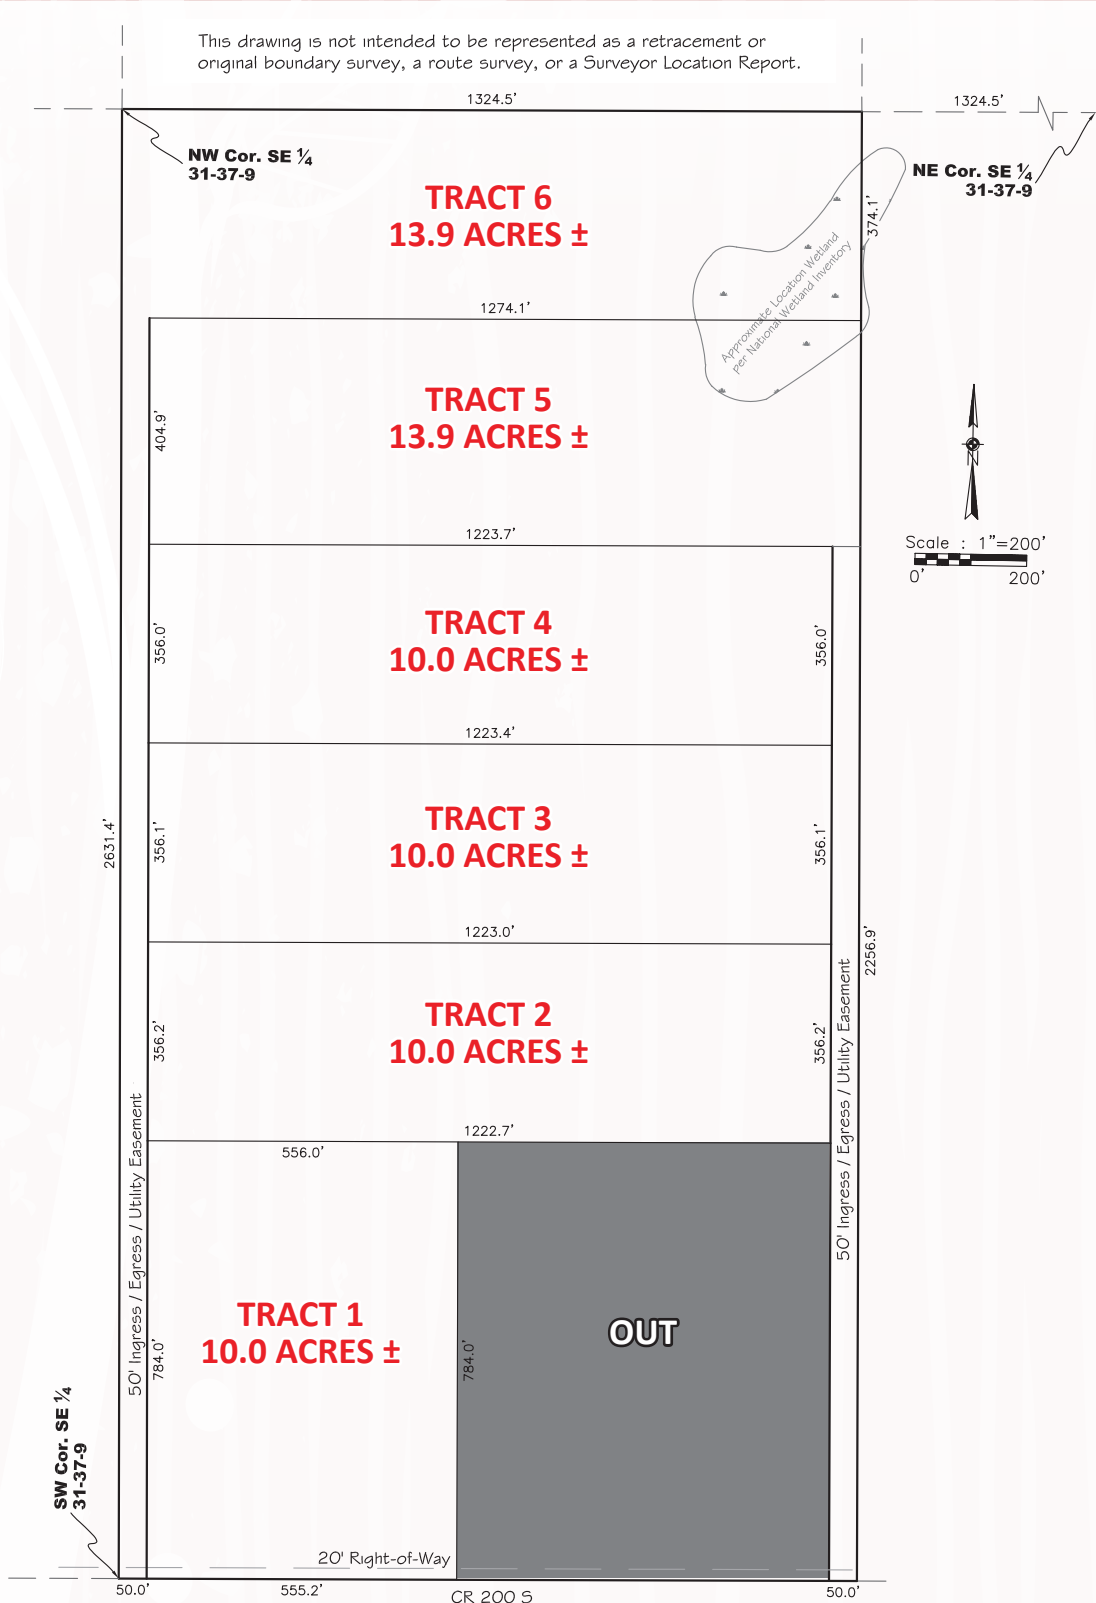 This drawing is not intended to be represented as a retracement or
original boundary survey, a route survey, or a Surveyor Location Report.
1324.5'
1324.5'
NW Cor. SE ¼
31-37-9
NE Cor. SE ¼
31-37-9
TRACT 6
13.9 ACRES ±
374.1'
Approximate Location Wetland
per National Wetland Inventory
1274.1'
TRACT 5
13.9 ACRES ±
404.9'
N
Scale : 1"=200'
0' 200'
1223.7'
TRACT 4
10.0 ACRES ±
356.0'
356.0'
1223.4'
TRACT 3
10.0 ACRES ±
2631.4'
356.1'
356.1'
1223.0'
2256.9'
TRACT 2
10.0 ACRES ±
356.2'
356.2'
50' Ingress / Egress / Utility Easement
1222.7'
556.0'
50' Ingress / Egress / Utility Easement
TRACT 1
10.0 ACRES ±
784.0'
784.0'
OUT
SW Cor. SE ¼
31-37-9
20' Right-of-Way
50.0'
555.2'
CR 200 S
50.0'